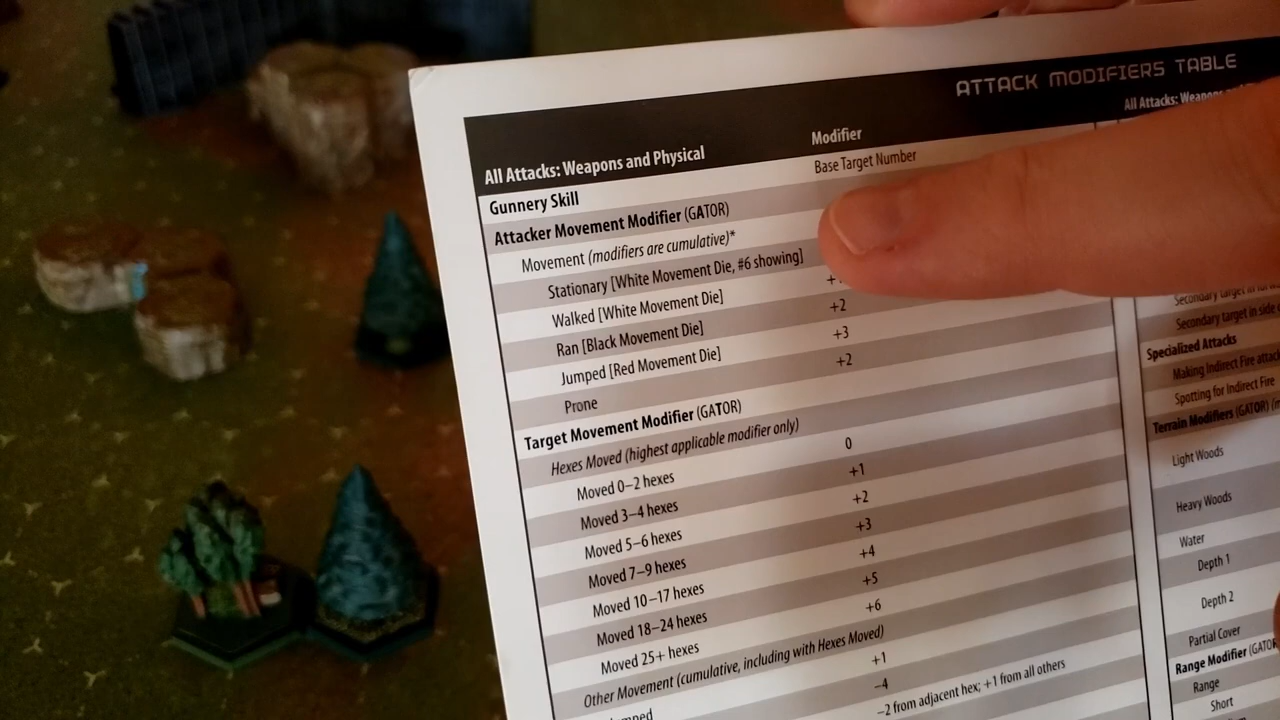 ATTACK MODIFIERS TABLE
All Attacks: Weapons and Physical Modifier
All Attacks: Weapons
Gunnery Skill Base Target Number
Attacker Movement Modifier (GATOR)
Movement (modifiers are cumulative)*
Stationary [White Movement Die, #6 showing]
Walked [White Movement Die]
Ran [Black Movement Die] +2
Jumped [Red Movement Die] +3
Prone +2
Target Movement Modifier (GATOR)
Hexes Moved (highest applicable modifier only)
Moved 0–2 hexes 0
Moved 3–4 hexes +1
Moved 5–6 hexes +2
Moved 7–9 hexes +3
Moved 10–17 hexes +4
Moved 18–24 hexes +5
Moved 25+ hexes +6
Other Movement (cumulative, including with Hexes Moved)
+1
–4
–2 from adjacent hex; +1 from all others
Secondary target in
Secondary target in side
Specialized Attacks
Making Indirect Fire
Spotting for Indirect Fire
Terrain Modifiers (GATOR)
Light Woods
Heavy Woods
Water
Depth 1
Depth 2
Partial Cover
Range Modifier
Range
Short